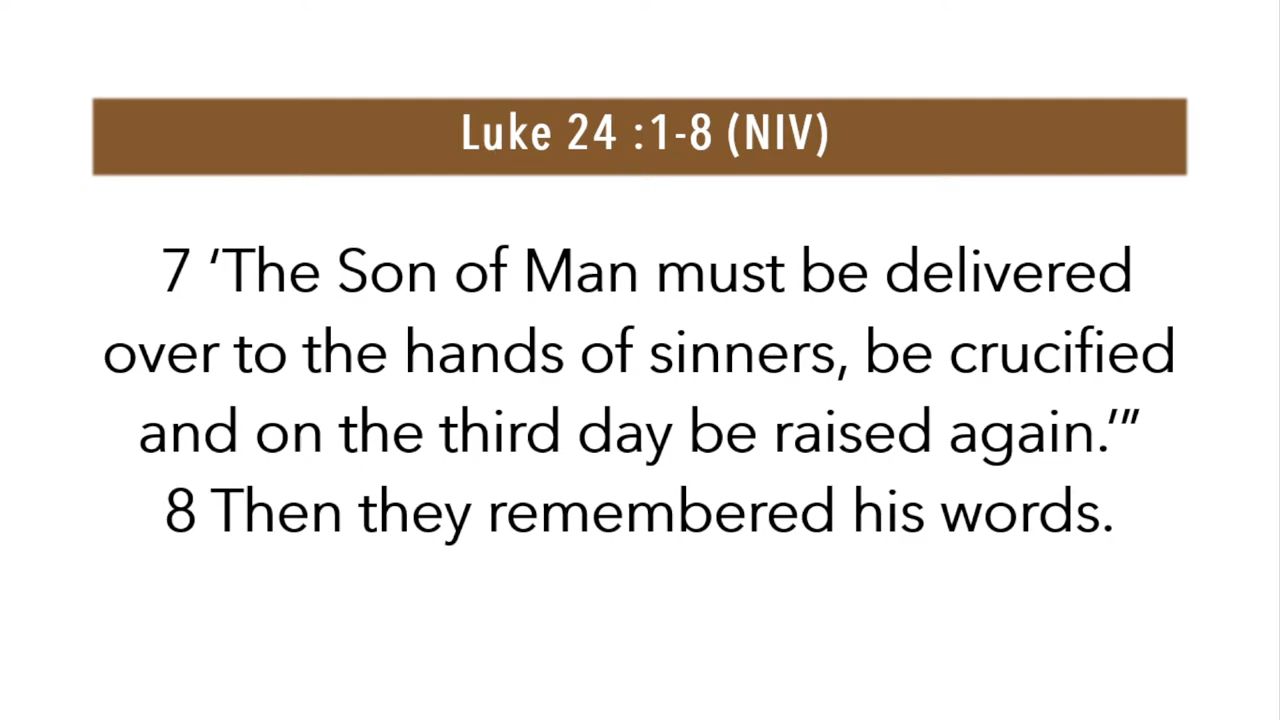 Luke 24 :1-8 (NIV)
7 ‘The Son of Man must be delivered
over to the hands of sinners, be crucified
and on the third day be raised again.’”
8 Then they remembered his words.